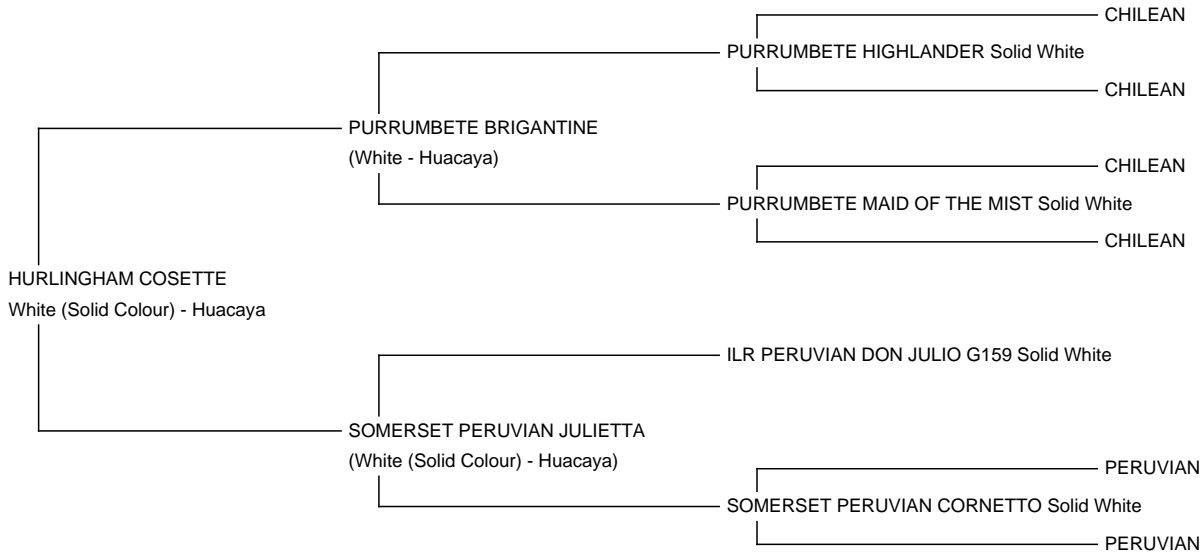 CHILEAN
PURRUMBETE HIGHLANDER Solid White
CHILEAN
PURRUMBETE BRIGANTINE
(White - Huacaya)
CHILEAN
PURRUMBETE MAID OF THE MIST Solid White
CHILEAN
HURLINGHAM COSETTE
White (Solid Colour) - Huacaya
ILR PERUVIAN DON JULIO G159 Solid White
SOMERSET PERUVIAN JULIETTA
(White (Solid Colour) - Huacaya)
PERUVIAN
SOMERSET PERUVIAN CORNETTO Solid White
PERUVIAN